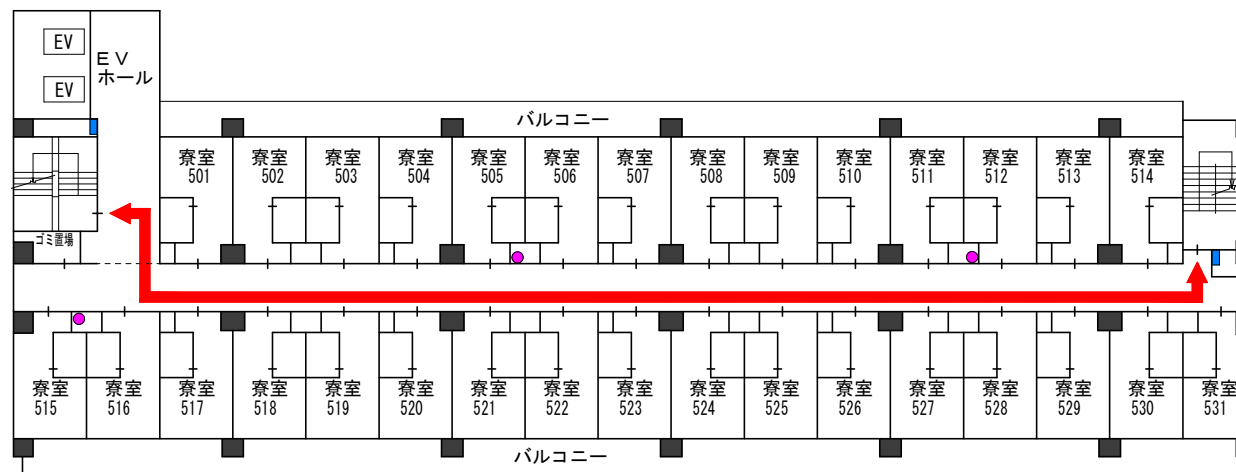 EV
EV
ＥＶ
ホール
バルコニー
寮室
501
寮室
502
寮室
503
寮室
504
寮室
505
寮室
506
寮室
507
寮室
508
寮室
509
寮室
510
寮室
511
寮室
512
寮室
513
寮室
514
ゴミ置場
寮室
515
寮室
516
寮室
517
寮室
518
寮室
519
寮室
520
寮室
521
寮室
522
寮室
523
寮室
524
寮室
525
寮室
526
寮室
527
寮室
528
寮室
529
寮室
530
寮室
531
バルコニー